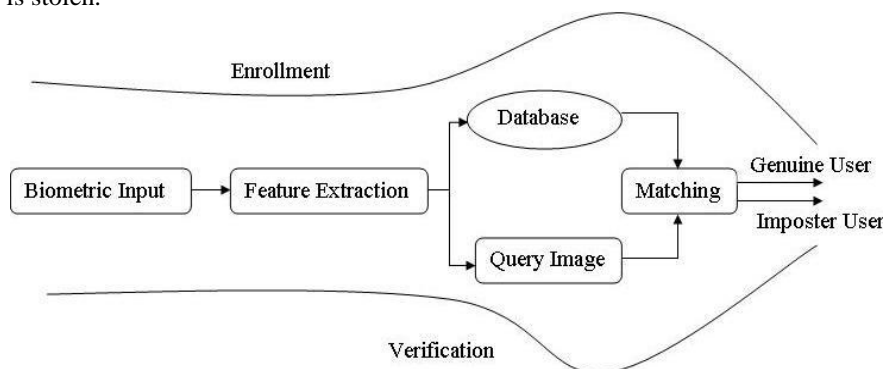 is stolen.
Enrollment
Database
Biometric Input
Feature Extraction
Matching
Genuine User
Imposter User
Query Image
Verification